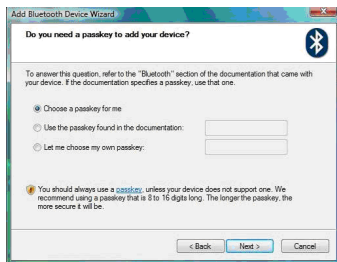 Add Bluetooth Device Wizard
Do you need a passkey to add your device?
To answer this question, refer to the "Bluetooth" section of the documentation that came with
your device. If the documentation specifies a passkey, use that one.
Choose a passkey for me
Use the passkey found in the documentation:
Let me choose my own passkey:
You should always use a passkey, unless your device does not support one. We
recommend using a passkey that is 8 to 16 digits long. The longer the passkey, the
more secure it will be.
< Back
Next >
Cancel